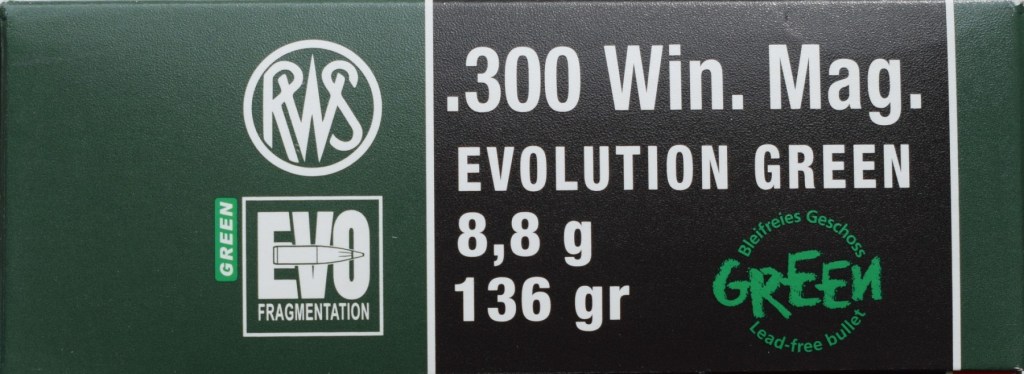 RWS
GREEN
EVO
FRAGMENTATION
.300 Win. Mag.
EVOLUTION GREEN
8,8 g
136 gr
Bleifreies Geschoss
GREEN
Lead-free bullet